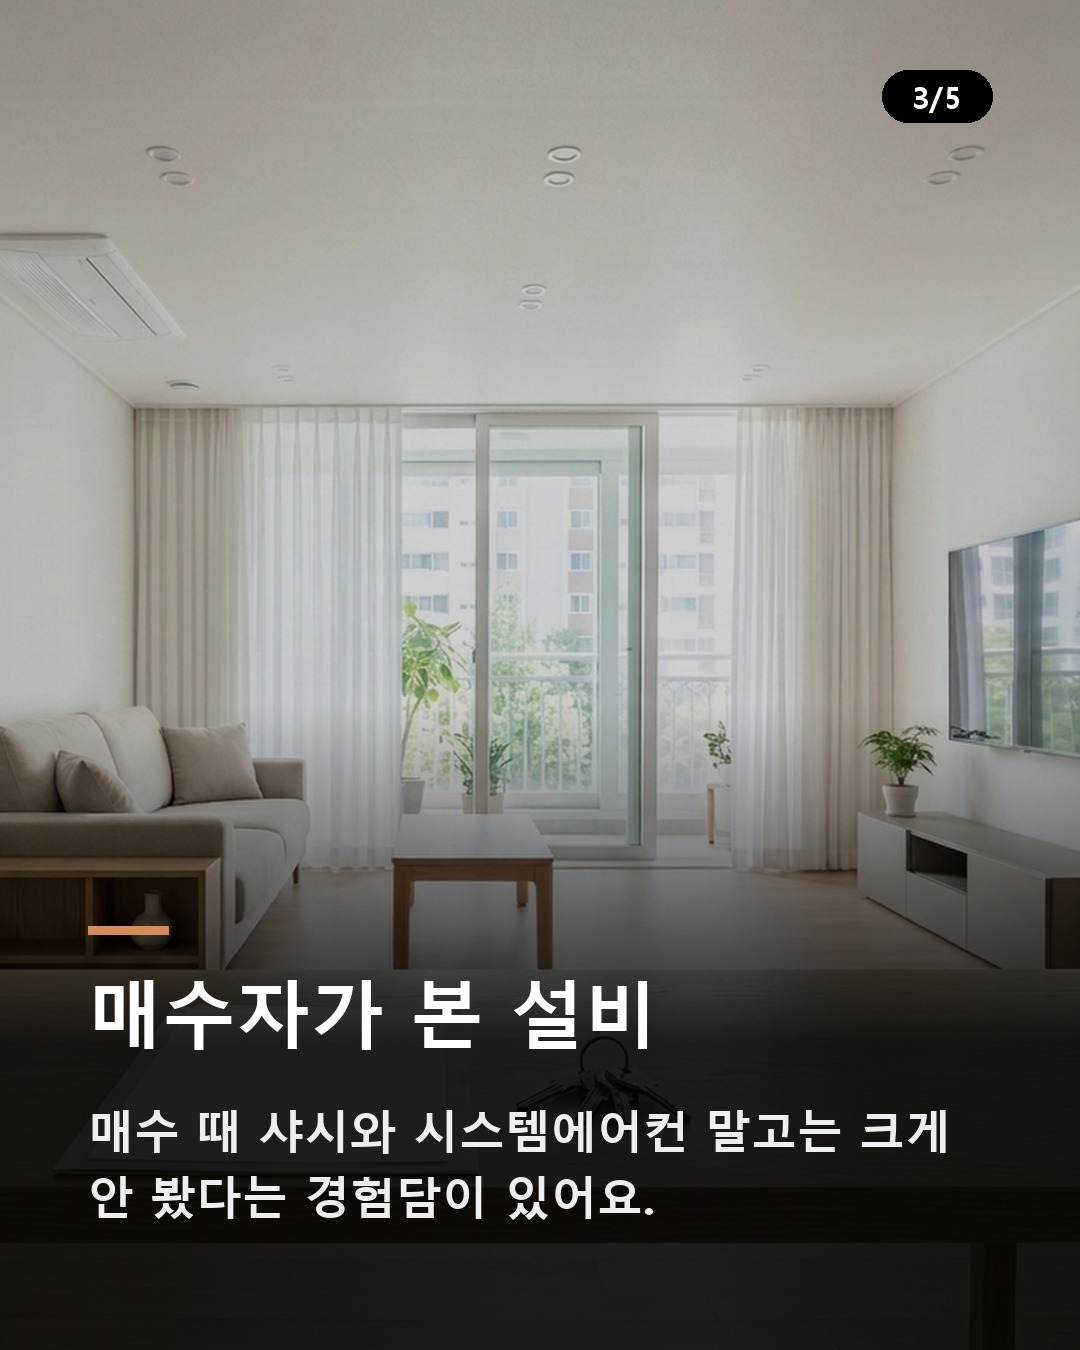 3/5
매수자가 본 설비
매수 때 샤시와 시스템에어컨 말고는 크게
안 봤다는 경험담이 있어요.